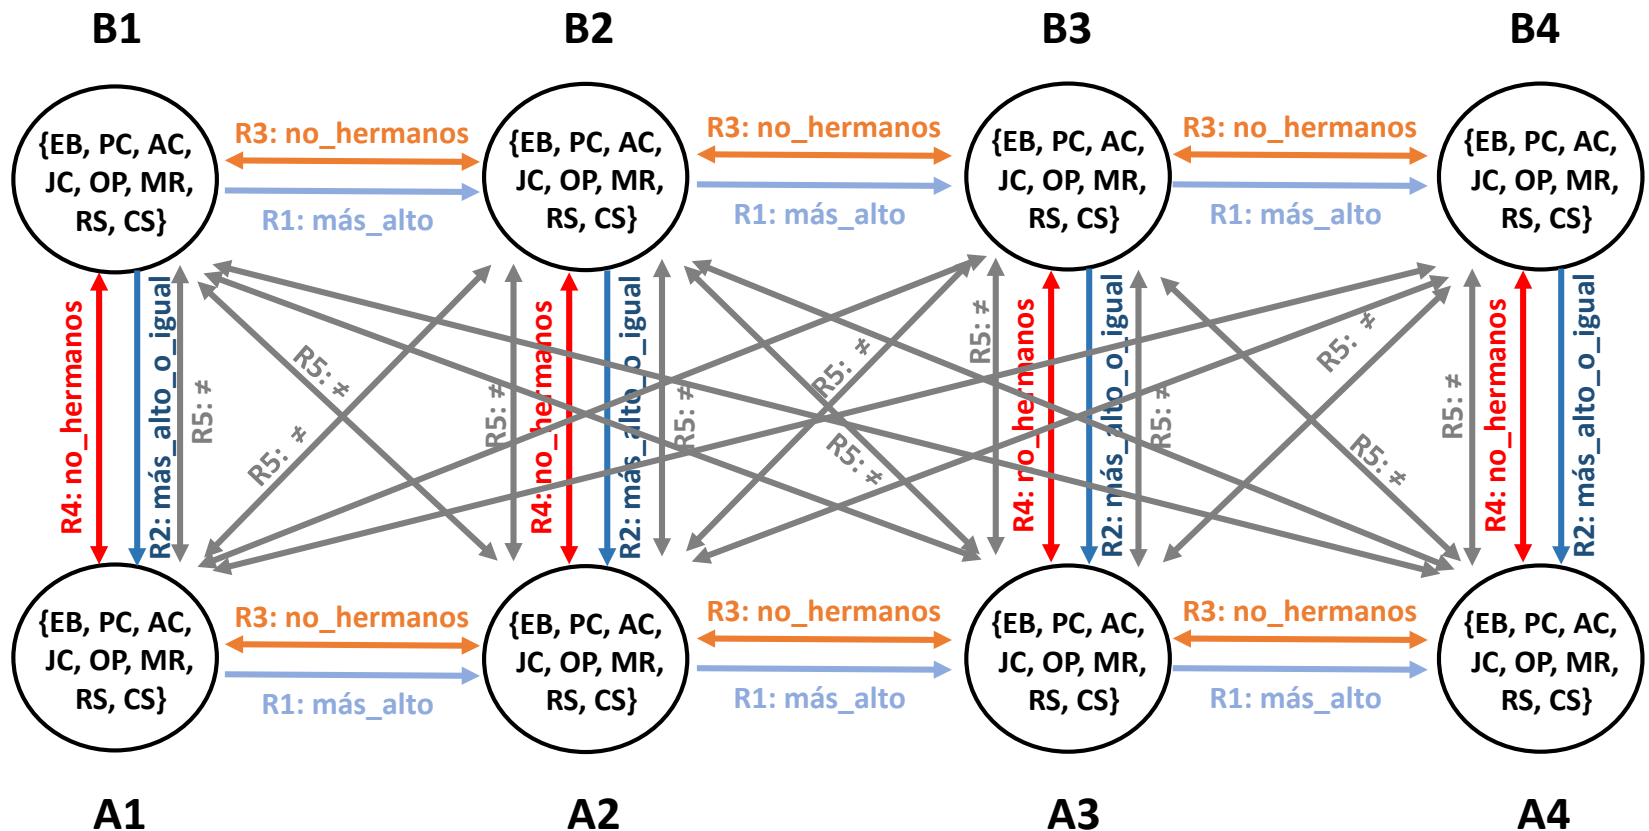 B1 B2 B3 B4
{EB, PC, AC,
JC, OP, MR,
RS, CS}
R3: no_hermanos
R1: más_alto
{EB, PC, AC,
JC, OP, MR,
RS, CS}
R3: no_hermanos
R1: más_alto
{EB, PC, AC,
JC, OP, MR,
RS, CS}
R3: no_hermanos
R1: más_alto
{EB, PC, AC,
JC, OP, MR,
RS, CS}
R4: no_hermanos
R2: más_alto_o_igual
R5: ≠
R5: ≠
R5: ≠
R5: ≠
R4: no_hermanos
R2: más_alto_o_igual
R5: ≠
R5: ≠
R5: ≠
R5: ≠
R4: no_hermanos
R2: más_alto_o_igual
R5: ≠
R5: ≠
R5: ≠
R5: ≠
R4: no_hermanos
R2: más_alto_o_igual
{EB, PC, AC,
JC, OP, MR,
RS, CS}
R3: no_hermanos
R1: más_alto
{EB, PC, AC,
JC, OP, MR,
RS, CS}
R3: no_hermanos
R1: más_alto
{EB, PC, AC,
JC, OP, MR,
RS, CS}
R3: no_hermanos
R1: más_alto
{EB, PC, AC,
JC, OP, MR,
RS, CS}
A1 A2 A3 A4